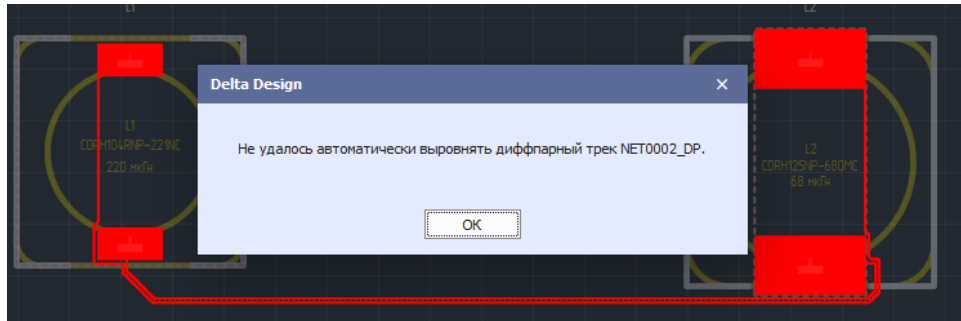 L1
L2
Delta Design
Не удалось автоматически выровнять диффпарный трек NET0002_DP.
OK
L1
CDRH104RNP-221NC
220 мкГн
L2
CDRH125NP-680MC
68 мкГн